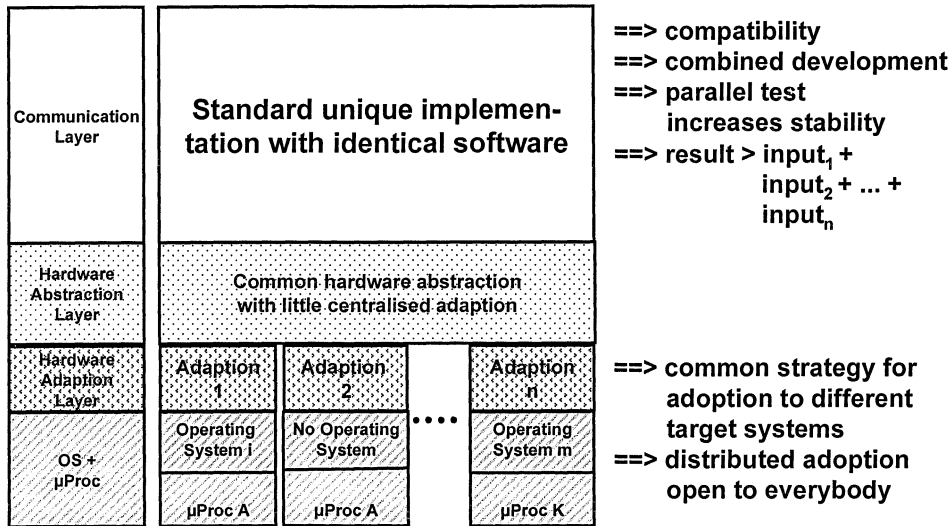 Communication
Layer
Standard unique implemen-
tation with identical software
==> compatibility
==> combined development
==> parallel test
increases stability
==> result > input₁ +
input₂ + ... +
inputₙ
Hardware
Abstraction
Layer
Common hardware abstraction
with little centralised adaption
Hardware
Adaption
Layer
Adaption
1
Adaption
2
Adaption
n
==> common strategy for
adoption to different
target systems
==> distributed adoption
open to everybody
OS +
µProc
Operating
System i
No Operating
System
....
Operating
System m
µProc A
µProc A
µProc K